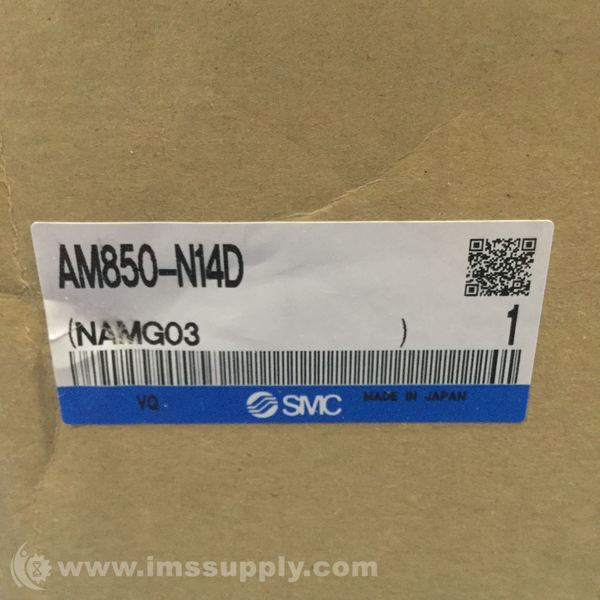 AM850-N14D
(NAMG03 )
1
VQ SMC MADE IN JAPAN
www.imssupply.com